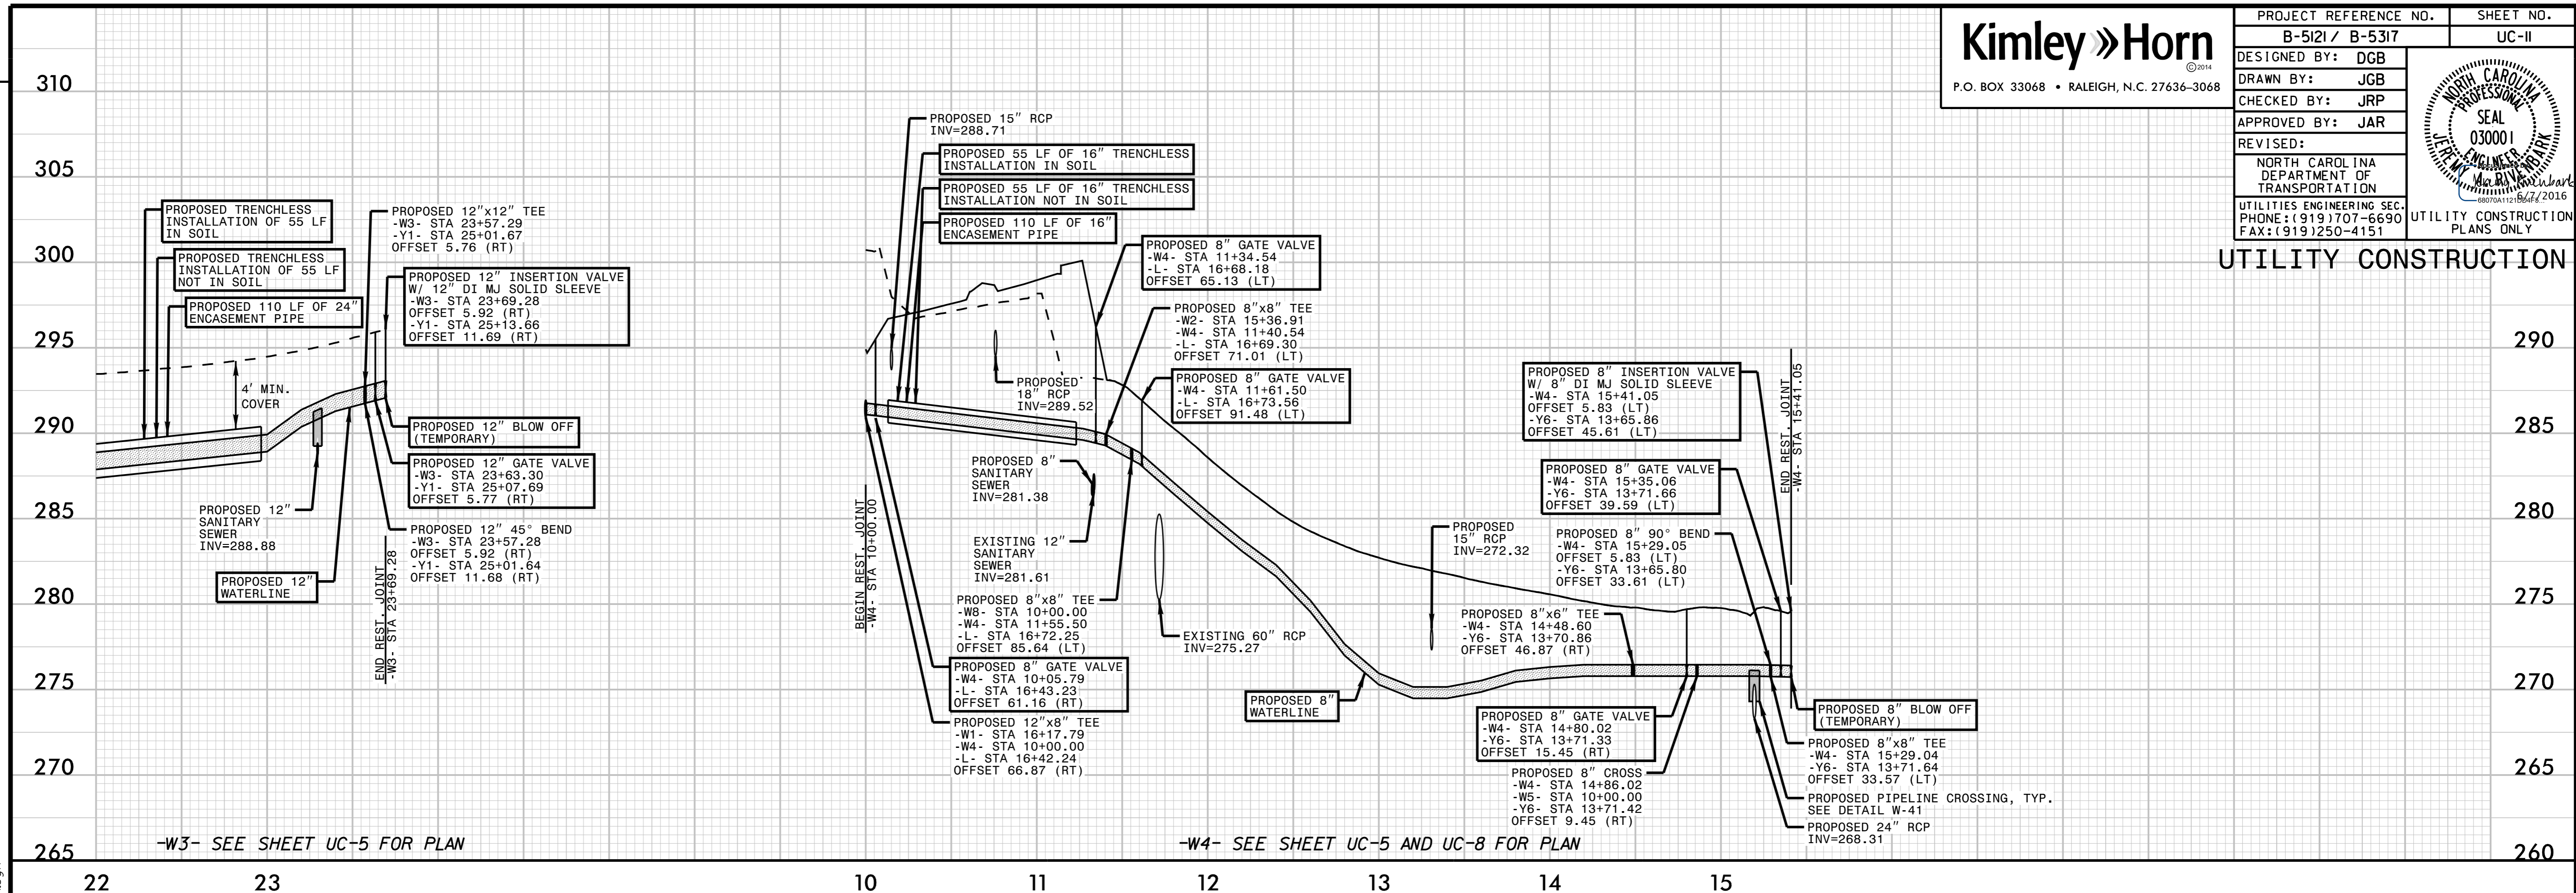 Kimley»Horn
©2014
P.O. BOX 33068 • RALEIGH, N.C. 27636–3068
PROJECT REFERENCE NO.
SHEET NO.
B-5121 / B-5317
UC-11
DESIGNED BY: DGB
DRAWN BY: JGB
CHECKED BY: JRP
APPROVED BY: JAR
REVISED:
NORTH CAROLINA
DEPARTMENT OF
TRANSPORTATION
UTILITIES ENGINEERING SEC.
PHONE:(919)707-6690
FAX:(919)250-4151
NORTH CAROLINA
PROFESSIONAL
SEAL
030001
ENGINEER
JEREMY A. RIVENBARK
6/7/2016
UTILITY CONSTRUCTION
PLANS ONLY
UTILITY CONSTRUCTION
310
305
300
295
290
285
280
275
270
265
PROPOSED TRENCHLESS
INSTALLATION OF 55 LF
IN SOIL
PROPOSED TRENCHLESS
INSTALLATION OF 55 LF
NOT IN SOIL
PROPOSED 110 LF OF 24"
ENCASEMENT PIPE
4' MIN.
COVER
PROPOSED 12"x12" TEE
-W3- STA 23+57.29
-Y1- STA 25+01.67
OFFSET 5.76 (RT)
PROPOSED 12" INSERTION VALVE
W/ 12" DI MJ SOLID SLEEVE
-W3- STA 23+69.28
OFFSET 5.92 (RT)
-Y1- STA 25+13.66
OFFSET 11.69 (RT)
PROPOSED 12" BLOW OFF
(TEMPORARY)
PROPOSED 12" GATE VALVE
-W3- STA 23+63.30
-Y1- STA 25+07.69
OFFSET 5.77 (RT)
PROPOSED 12" 45° BEND
-W3- STA 23+57.28
OFFSET 5.92 (RT)
-Y1- STA 25+01.64
OFFSET 11.68 (RT)
PROPOSED 12"
SANITARY
SEWER
INV=288.88
PROPOSED 12"
WATERLINE
END REST. JOINT
-W3- STA 23+69.28
-W3- SEE SHEET UC-5 FOR PLAN
PROPOSED 15" RCP
INV=288.71
PROPOSED 55 LF OF 16" TRENCHLESS
INSTALLATION IN SOIL
PROPOSED 55 LF OF 16" TRENCHLESS
INSTALLATION NOT IN SOIL
PROPOSED 110 LF OF 16"
ENCASEMENT PIPE
PROPOSED 8" GATE VALVE
-W4- STA 11+34.54
-L- STA 16+68.18
OFFSET 65.13 (LT)
PROPOSED 8"x8" TEE
-W2- STA 15+36.91
-W4- STA 11+40.54
-L- STA 16+69.30
OFFSET 71.01 (LT)
PROPOSED 8" GATE VALVE
-W4- STA 11+61.50
-L- STA 16+73.56
OFFSET 91.48 (LT)
PROPOSED
18" RCP
INV=289.52
PROPOSED 8"
SANITARY
SEWER
INV=281.38
EXISTING 12"
SANITARY
SEWER
INV=281.61
BEGIN REST. JOINT
-W4- STA 10+00.00
PROPOSED 8"x8" TEE
-W8- STA 10+00.00
-W4- STA 11+55.50
-L- STA 16+72.25
OFFSET 85.64 (LT)
PROPOSED 8" GATE VALVE
-W4- STA 10+05.79
-L- STA 16+43.23
OFFSET 61.16 (RT)
PROPOSED 12"x8" TEE
-W1- STA 16+17.79
-W4- STA 10+00.00
-L- STA 16+42.24
OFFSET 66.87 (RT)
EXISTING 60" RCP
INV=275.27
PROPOSED 8"
WATERLINE
PROPOSED
15" RCP
INV=272.32
PROPOSED 8" INSERTION VALVE
W/ 8" DI MJ SOLID SLEEVE
-W4- STA 15+41.05
OFFSET 5.83 (LT)
-Y6- STA 13+65.86
OFFSET 45.61 (LT)
PROPOSED 8" GATE VALVE
-W4- STA 15+35.06
-Y6- STA 13+71.66
OFFSET 39.59 (LT)
PROPOSED 8" 90° BEND
-W4- STA 15+29.05
OFFSET 5.83 (LT)
-Y6- STA 13+65.80
OFFSET 33.61 (LT)
PROPOSED 8"x6" TEE
-W4- STA 14+48.60
-Y6- STA 13+70.86
OFFSET 46.87 (RT)
END REST. JOINT
-W4- STA 15+41.05
PROPOSED 8" GATE VALVE
-W4- STA 14+80.02
-Y6- STA 13+71.33
OFFSET 15.45 (RT)
PROPOSED 8" CROSS
-W4- STA 14+86.02
-W5- STA 10+00.00
-Y6- STA 13+71.42
OFFSET 9.45 (RT)
PROPOSED 8" BLOW OFF
(TEMPORARY)
PROPOSED 8"x8" TEE
-W4- STA 15+29.04
-Y6- STA 13+71.64
OFFSET 33.57 (LT)
PROPOSED PIPELINE CROSSING, TYP.
SEE DETAIL W-41
PROPOSED 24" RCP
INV=268.31
-W4- SEE SHEET UC-5 AND UC-8 FOR PLAN
290
285
280
275
270
265
260
22
23
10
11
12
13
14
15